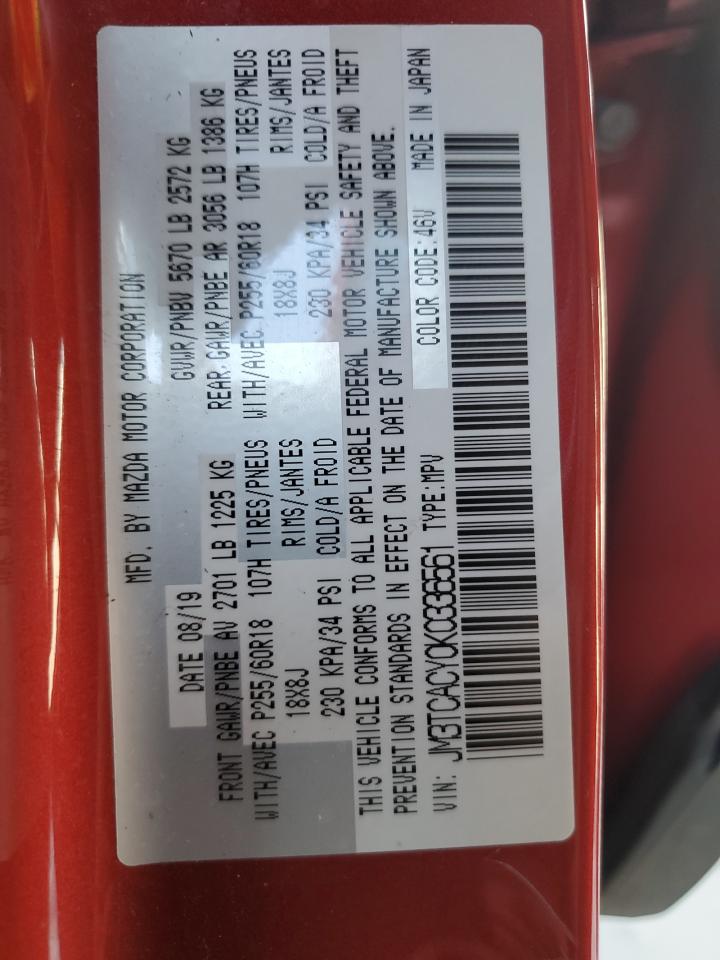 MFD. BY MAZDA MOTOR CORPORATION
DATE 08/19 GVWR/PNBV 5670 LB 2572 KG
FRONT GAWR/PNBE AV 2701 LB 1225 KG REAR GAWR/PNBE AR 3056 LB 1386 KG
WITH/AVEC P255/60R18 107H TIRES/PNEUS WITH/AVEC P255/60R18 107H TIRES/PNEUS
18X8J RIMS/JANTES 18X8J RIMS/JANTES
230 KPA/34 PSI COLD/A FROID 230 KPA/34 PSI COLD/A FROID
THIS VEHICLE CONFORMS TO ALL APPLICABLE FEDERAL MOTOR VEHICLE SAFETY AND THEFT
PREVENTION STANDARDS IN EFFECT ON THE DATE OF MANUFACTURE SHOWN ABOVE.
VIN: JM3TCACY0K0336561 TYPE:MPV COLOR CODE:46V MADE IN JAPAN